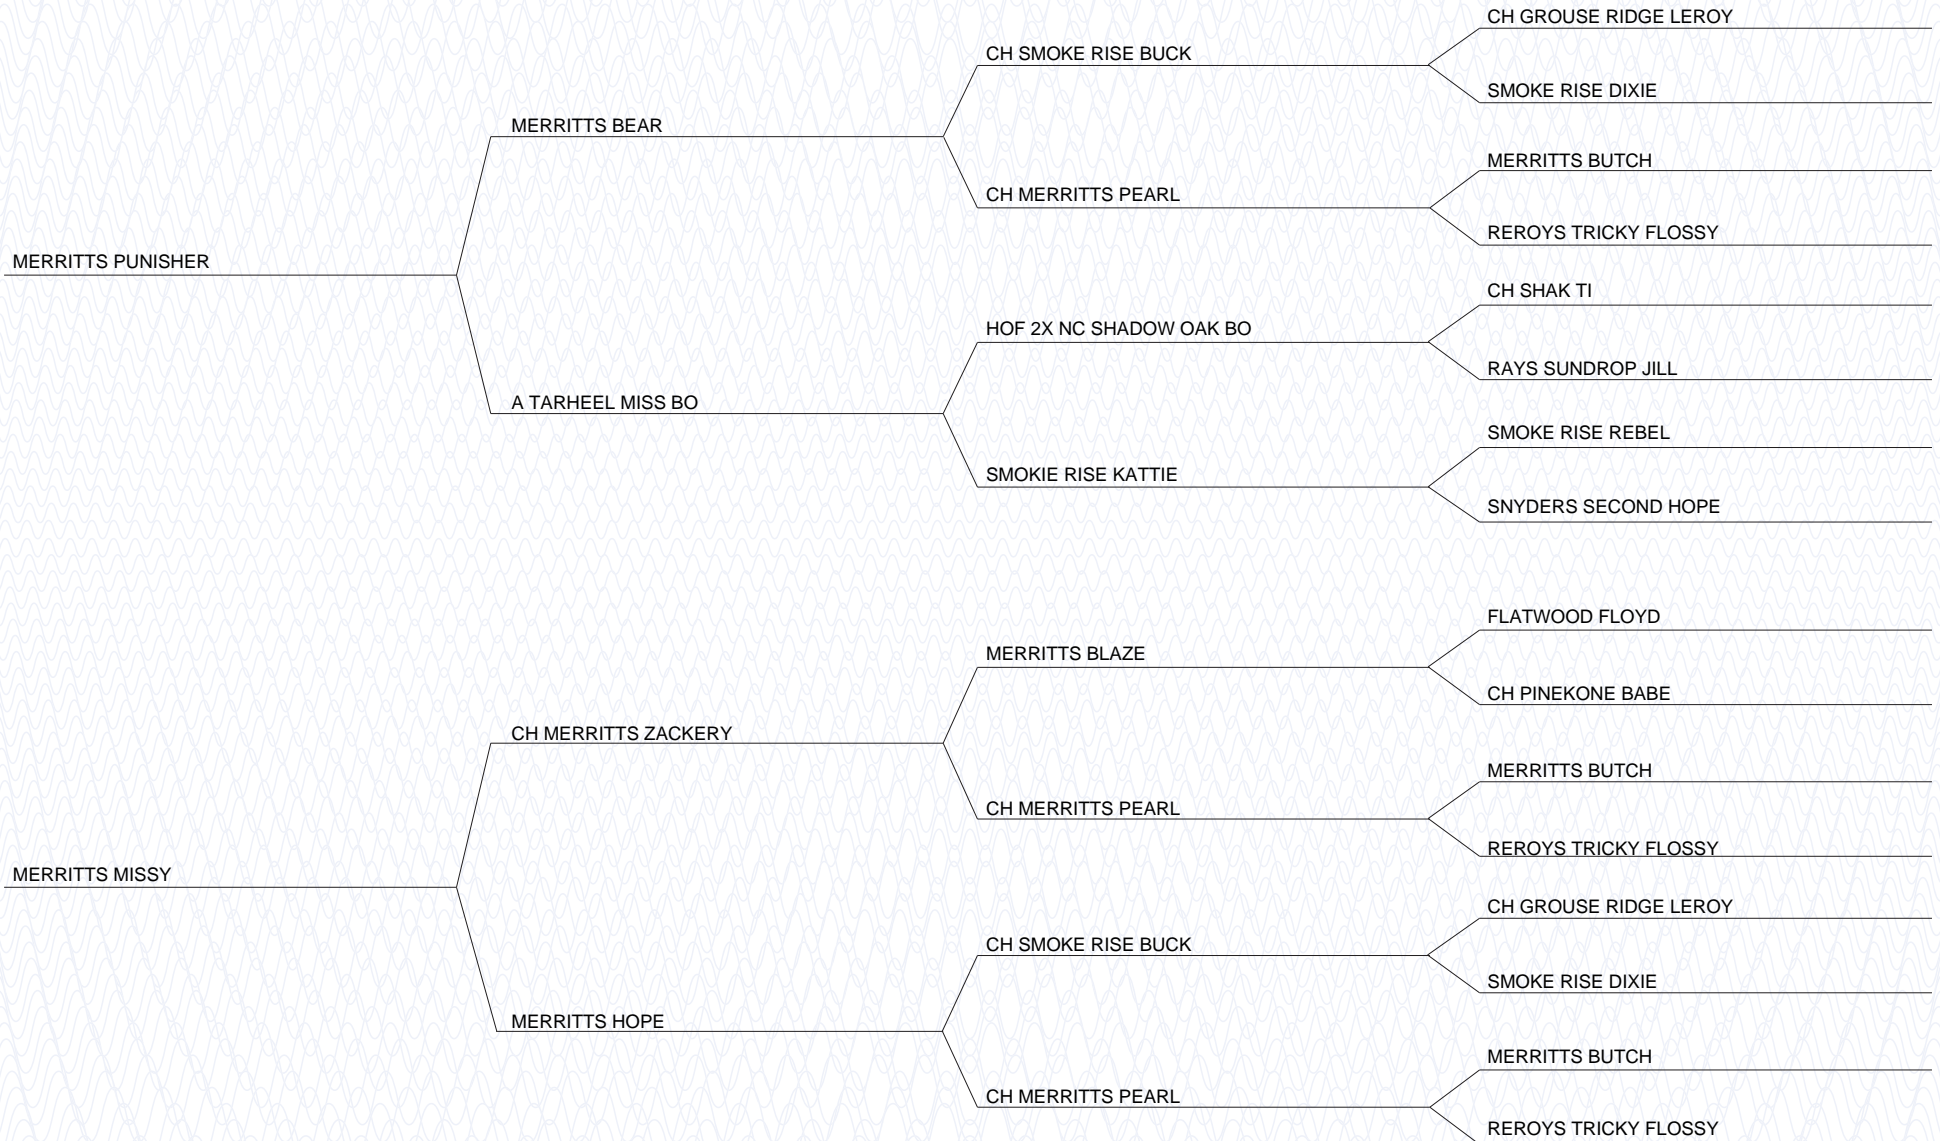 CH GROUSE RIDGE LEROY
CH SMOKE RISE BUCK
SMOKE RISE DIXIE
MERRITTS BEAR
MERRITTS BUTCH
CH MERRITTS PEARL
REROYS TRICKY FLOSSY
MERRITTS PUNISHER
CH SHAK TI
HOF 2X NC SHADOW OAK BO
RAYS SUNDROP JILL
A TARHEEL MISS BO
SMOKE RISE REBEL
SMOKIE RISE KATTIE
SNYDERS SECOND HOPE
FLATWOOD FLOYD
MERRITTS BLAZE
CH PINEKONE BABE
CH MERRITTS ZACKERY
MERRITTS BUTCH
CH MERRITTS PEARL
REROYS TRICKY FLOSSY
MERRITTS MISSY
CH GROUSE RIDGE LEROY
CH SMOKE RISE BUCK
SMOKE RISE DIXIE
MERRITTS HOPE
MERRITTS BUTCH
CH MERRITTS PEARL
REROYS TRICKY FLOSSY